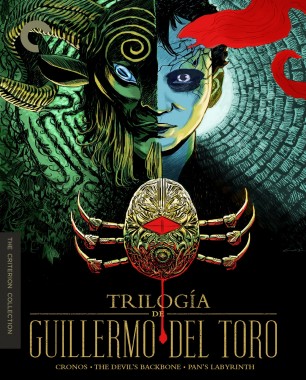 TRILOGÍA
DE
GUILLERMO DEL TORO
CRONOS • THE DEVIL'S BACKBONE • PAN'S LABYRINTH
THE CRITERION COLLECTION